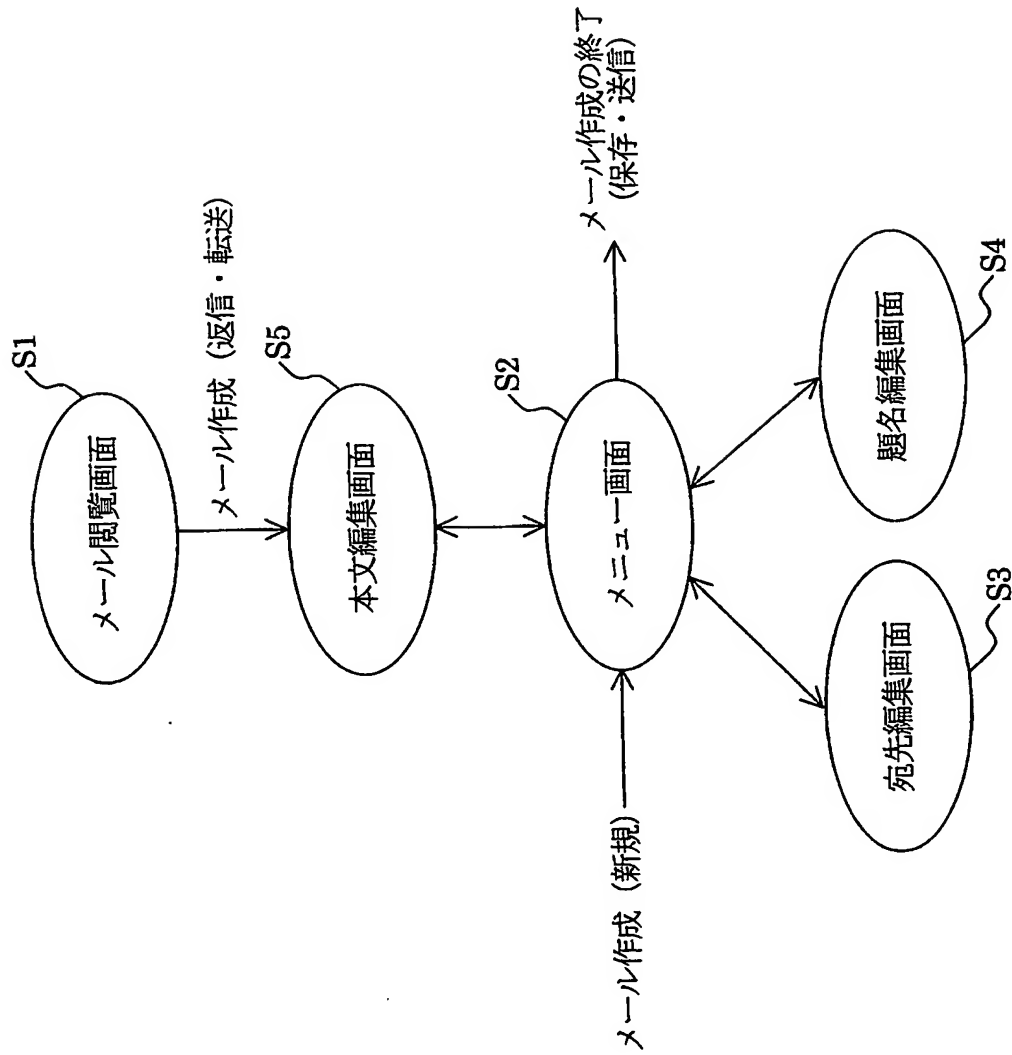 S1
メール閲覧画面
メール作成 (返信・転送)
S5
本文編集画面
S2
メニュー画面
メール作成 (新規)
メール作成の終了
(保存・送信)
S3
宛先編集画面
S4
題名編集画面